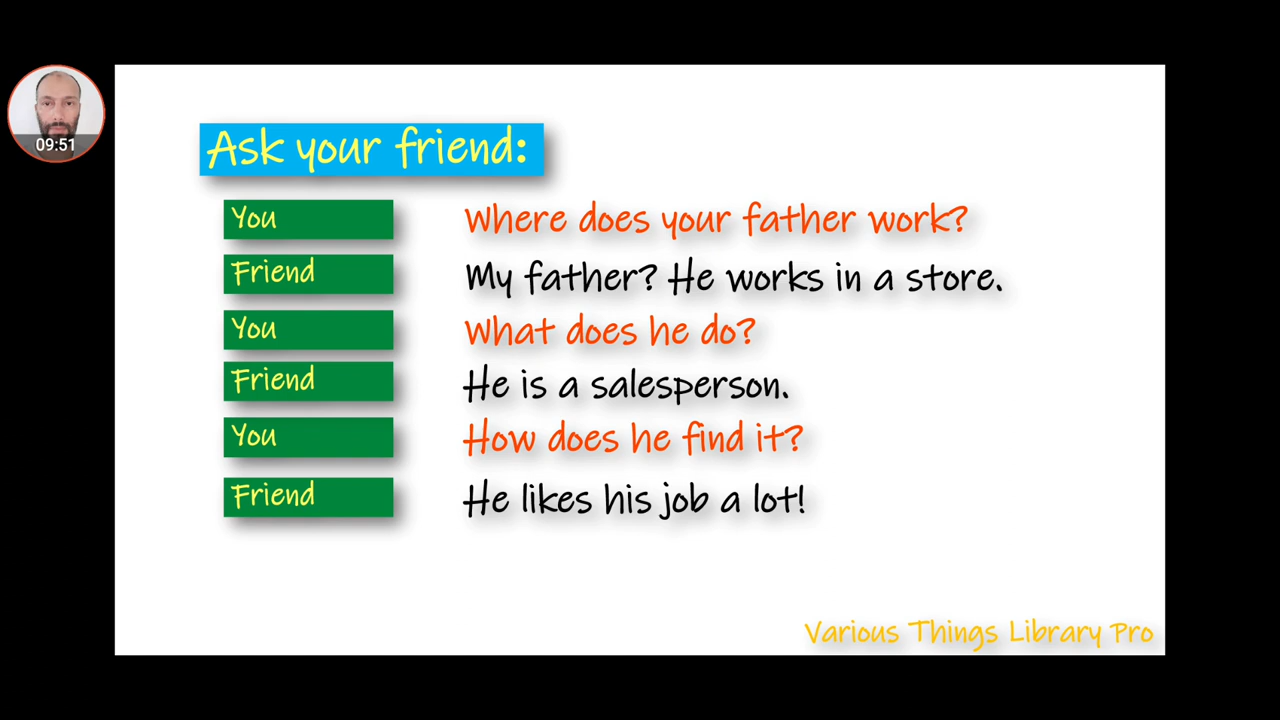 09:51
Ask your friend:
You Where does your father work?
Friend My father? He works in a store.
You What does he do?
Friend He is a salesperson.
You How does he find it?
Friend He likes his job a lot!
Various Things Library Pro